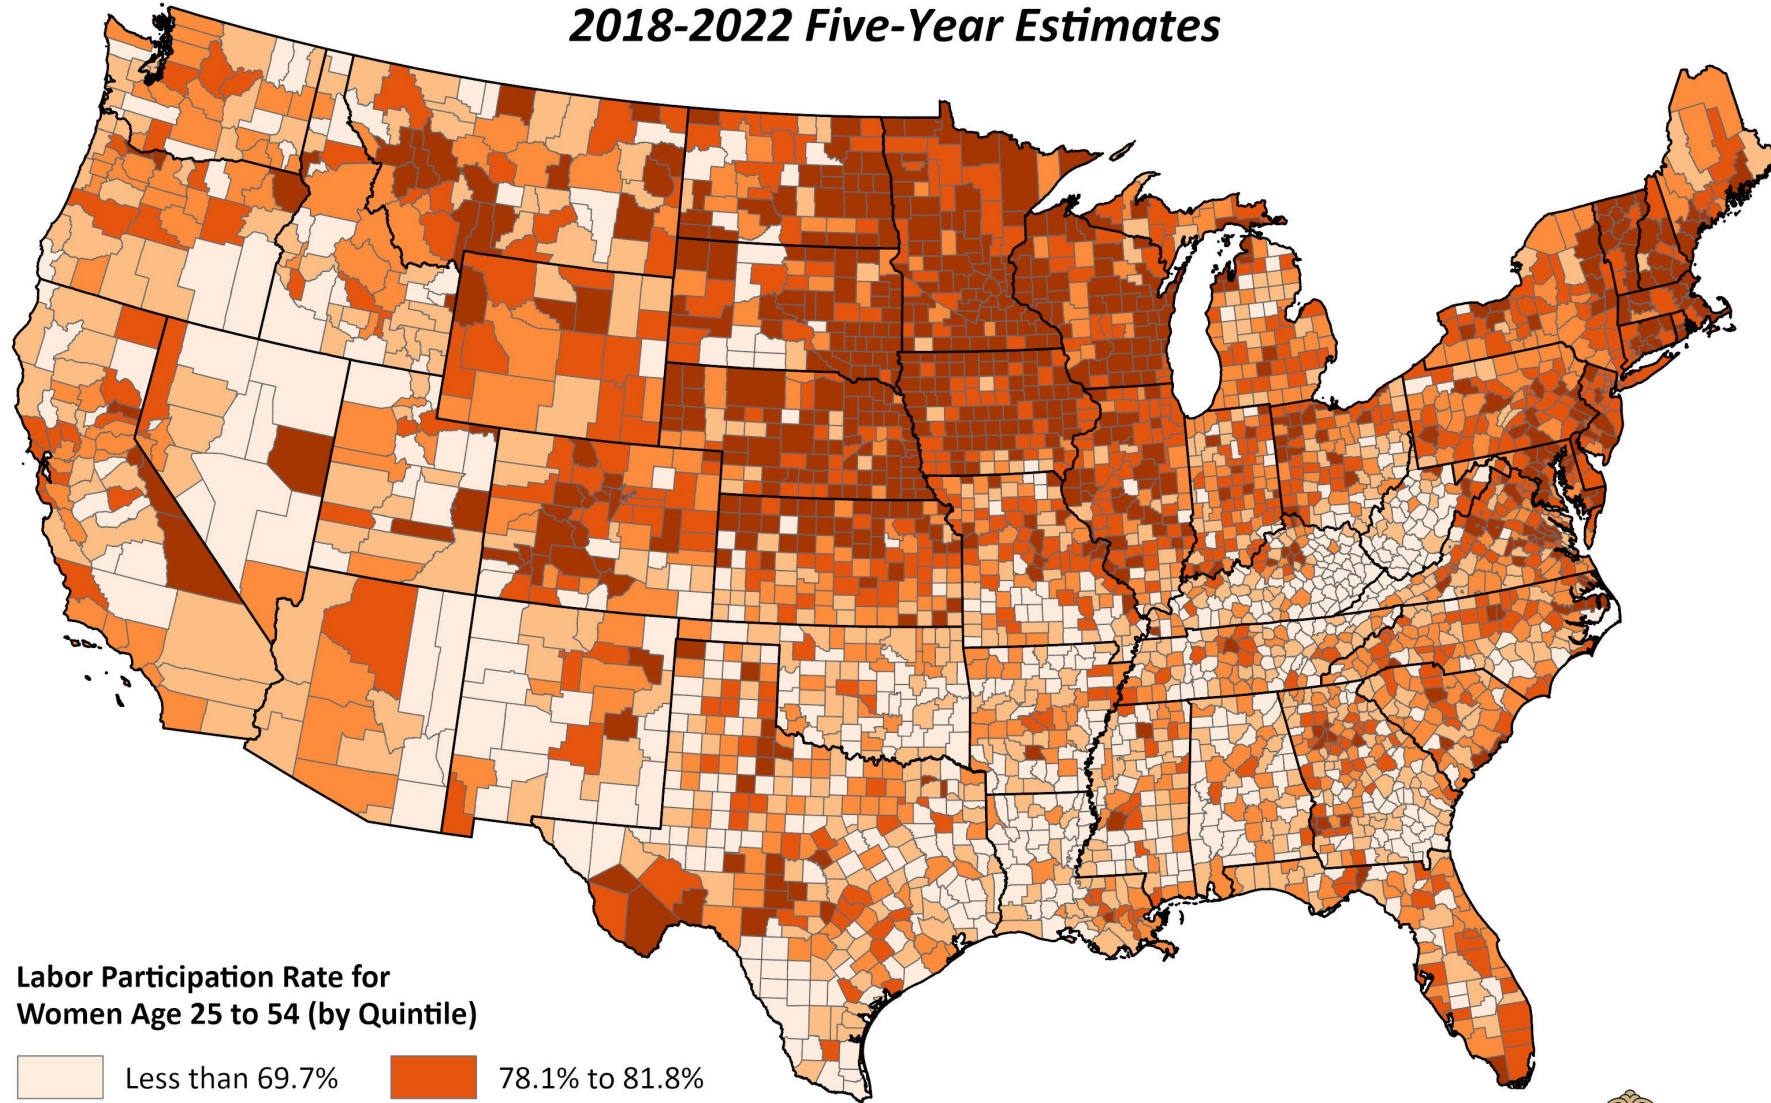 2018-2022 Five-Year Estimates
Labor Participation Rate for
Women Age 25 to 54 (by Quintile)
Less than 69.7%
78.1% to 81.8%